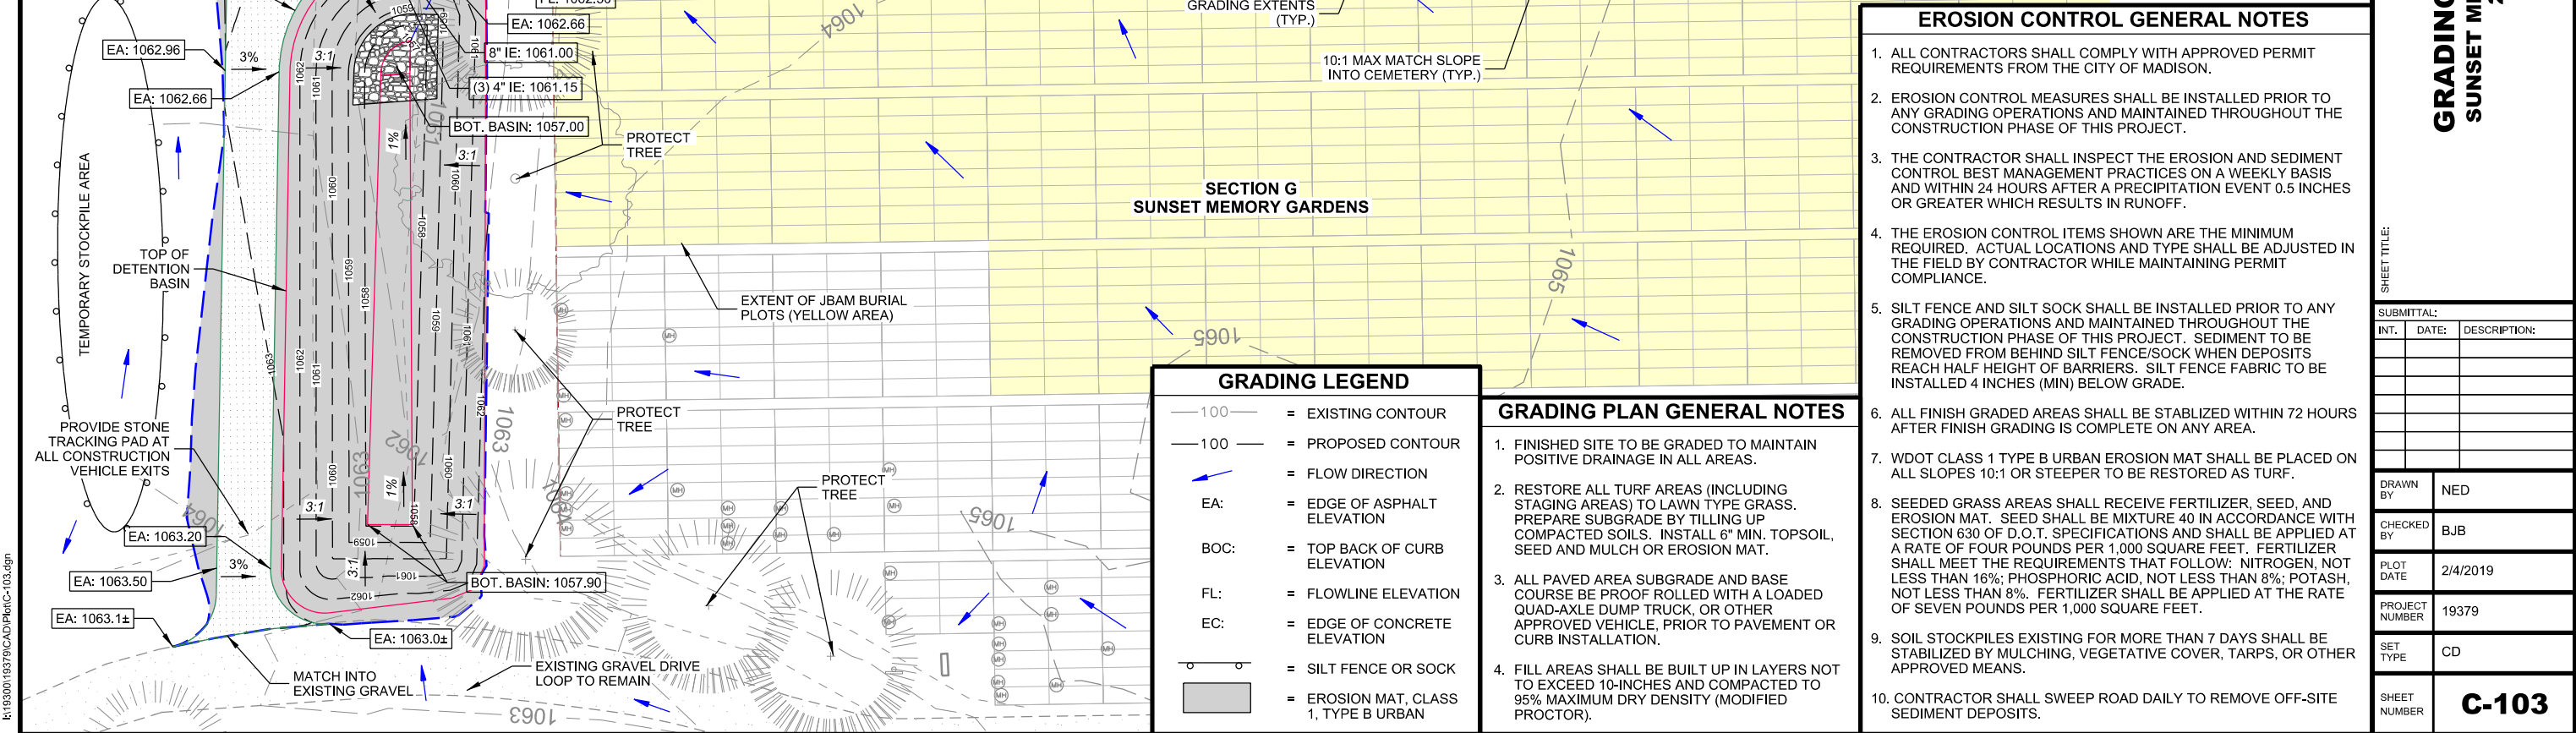 EA: 1062.96
3%
EA: 1062.66
TEMPORARY STOCKPILE AREA
TOP OF
DETENTION
BASIN
PROVIDE STONE
TRACKING PAD AT
ALL CONSTRUCTION
VEHICLE EXITS
EA: 1063.20
EA: 1063.50
3%
EA: 1063.1±
EA: 1063.0±
MATCH INTO
EXISTING GRAVEL
EXISTING GRAVEL DRIVE
LOOP TO REMAIN
1059
3:1
1062
1061
1060
1059
1058
1063
1062
1061
1060
3:1
1059
3:1
1061
1062
1%
1058
1059
1060
1061
1062
1060
3:1
1%
1058
3:1
1061
1062
1063
1063
1064
1064
1063
EA: 1062.66
8" IE: 1061.00
(3) 4" IE: 1061.15
BOT. BASIN: 1057.00
BOT. BASIN: 1057.90
PROTECT
TREE
PROTECT
TREE
PROTECT
TREE
EXTENT OF JBAM BURIAL
PLOTS (YELLOW AREA)
1064
GRADING EXTENTS
(TYP.)
10:1 MAX MATCH SLOPE
INTO CEMETERY (TYP.)
SECTION G
SUNSET MEMORY GARDENS
1065
1065
1065
MH
GRADING LEGEND
100 = EXISTING CONTOUR
100 = PROPOSED CONTOUR
= FLOW DIRECTION
EA: = EDGE OF ASPHALT
ELEVATION
BOC: = TOP BACK OF CURB
ELEVATION
FL: = FLOWLINE ELEVATION
EC: = EDGE OF CONCRETE
ELEVATION
= SILT FENCE OR SOCK
= EROSION MAT, CLASS
1, TYPE B URBAN
GRADING PLAN GENERAL NOTES
1. FINISHED SITE TO BE GRADED TO MAINTAIN
POSITIVE DRAINAGE IN ALL AREAS.
2. RESTORE ALL TURF AREAS (INCLUDING
STAGING AREAS) TO LAWN TYPE GRASS.
PREPARE SUBGRADE BY TILLING UP
COMPACTED SOILS. INSTALL 6" MIN. TOPSOIL,
SEED AND MULCH OR EROSION MAT.
3. ALL PAVED AREA SUBGRADE AND BASE
COURSE BE PROOF ROLLED WITH A LOADED
QUAD-AXLE DUMP TRUCK, OR OTHER
APPROVED VEHICLE, PRIOR TO PAVEMENT OR
CURB INSTALLATION.
4. FILL AREAS SHALL BE BUILT UP IN LAYERS NOT
TO EXCEED 10-INCHES AND COMPACTED TO
95% MAXIMUM DRY DENSITY (MODIFIED
PROCTOR).
EROSION CONTROL GENERAL NOTES
1. ALL CONTRACTORS SHALL COMPLY WITH APPROVED PERMIT
REQUIREMENTS FROM THE CITY OF MADISON.
2. EROSION CONTROL MEASURES SHALL BE INSTALLED PRIOR TO
ANY GRADING OPERATIONS AND MAINTAINED THROUGHOUT THE
CONSTRUCTION PHASE OF THIS PROJECT.
3. THE CONTRACTOR SHALL INSPECT THE EROSION AND SEDIMENT
CONTROL BEST MANAGEMENT PRACTICES ON A WEEKLY BASIS
AND WITHIN 24 HOURS AFTER A PRECIPITATION EVENT 0.5 INCHES
OR GREATER WHICH RESULTS IN RUNOFF.
4. THE EROSION CONTROL ITEMS SHOWN ARE THE MINIMUM
REQUIRED. ACTUAL LOCATIONS AND TYPE SHALL BE ADJUSTED IN
THE FIELD BY CONTRACTOR WHILE MAINTAINING PERMIT
COMPLIANCE.
5. SILT FENCE AND SILT SOCK SHALL BE INSTALLED PRIOR TO ANY
GRADING OPERATIONS AND MAINTAINED THROUGHOUT THE
CONSTRUCTION PHASE OF THIS PROJECT. SEDIMENT TO BE
REMOVED FROM BEHIND SILT FENCE/SOCK WHEN DEPOSITS
REACH HALF HEIGHT OF BARRIERS. SILT FENCE FABRIC TO BE
INSTALLED 4 INCHES (MIN) BELOW GRADE.
6. ALL FINISH GRADED AREAS SHALL BE STABLIZED WITHIN 72 HOURS
AFTER FINISH GRADING IS COMPLETE ON ANY AREA.
7. WDOT CLASS 1 TYPE B URBAN EROSION MAT SHALL BE PLACED ON
ALL SLOPES 10:1 OR STEEPER TO BE RESTORED AS TURF.
8. SEEDED GRASS AREAS SHALL RECEIVE FERTILIZER, SEED, AND
EROSION MAT. SEED SHALL BE MIXTURE 40 IN ACCORDANCE WITH
SECTION 630 OF D.O.T. SPECIFICATIONS AND SHALL BE APPLIED AT
A RATE OF FOUR POUNDS PER 1,000 SQUARE FEET. FERTILIZER
SHALL MEET THE REQUIREMENTS THAT FOLLOW: NITROGEN, NOT
LESS THAN 16%; PHOSPHORIC ACID, NOT LESS THAN 8%; POTASH,
NOT LESS THAN 8%. FERTILIZER SHALL BE APPLIED AT THE RATE
OF SEVEN POUNDS PER 1,000 SQUARE FEET.
9. SOIL STOCKPILES EXISTING FOR MORE THAN 7 DAYS SHALL BE
STABILIZED BY MULCHING, VEGETATIVE COVER, TARPS, OR OTHER
APPROVED MEANS.
10. CONTRACTOR SHALL SWEEP ROAD DAILY TO REMOVE OFF-SITE
SEDIMENT DEPOSITS.
GRADING
SUNSET
SHEET TITLE:
SUBMITTAL:
INT. DATE: DESCRIPTION:
DRAWN
BY NED
CHECKED
BY BJB
PLOT
DATE 2/4/2019
PROJECT
NUMBER 19379
SET
TYPE CD
SHEET
NUMBER C-103
I:\19300\19379\CAD\Plot\C-103.dgn